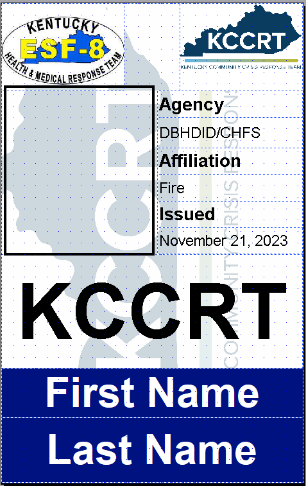 KENTUCKY
ESF-8
HEALTH & MEDICAL RESPONSE TEAM
KCCRT
KENTUCKY COMMUNITY CRISIS RESPONSE TEAM
Agency
DBHDID/CHFS
Affiliation
Fire
Issued
November 21, 2023
KCCRT
COMMUNITY CRISIS RESPON
KCCRT
First Name
Last Name